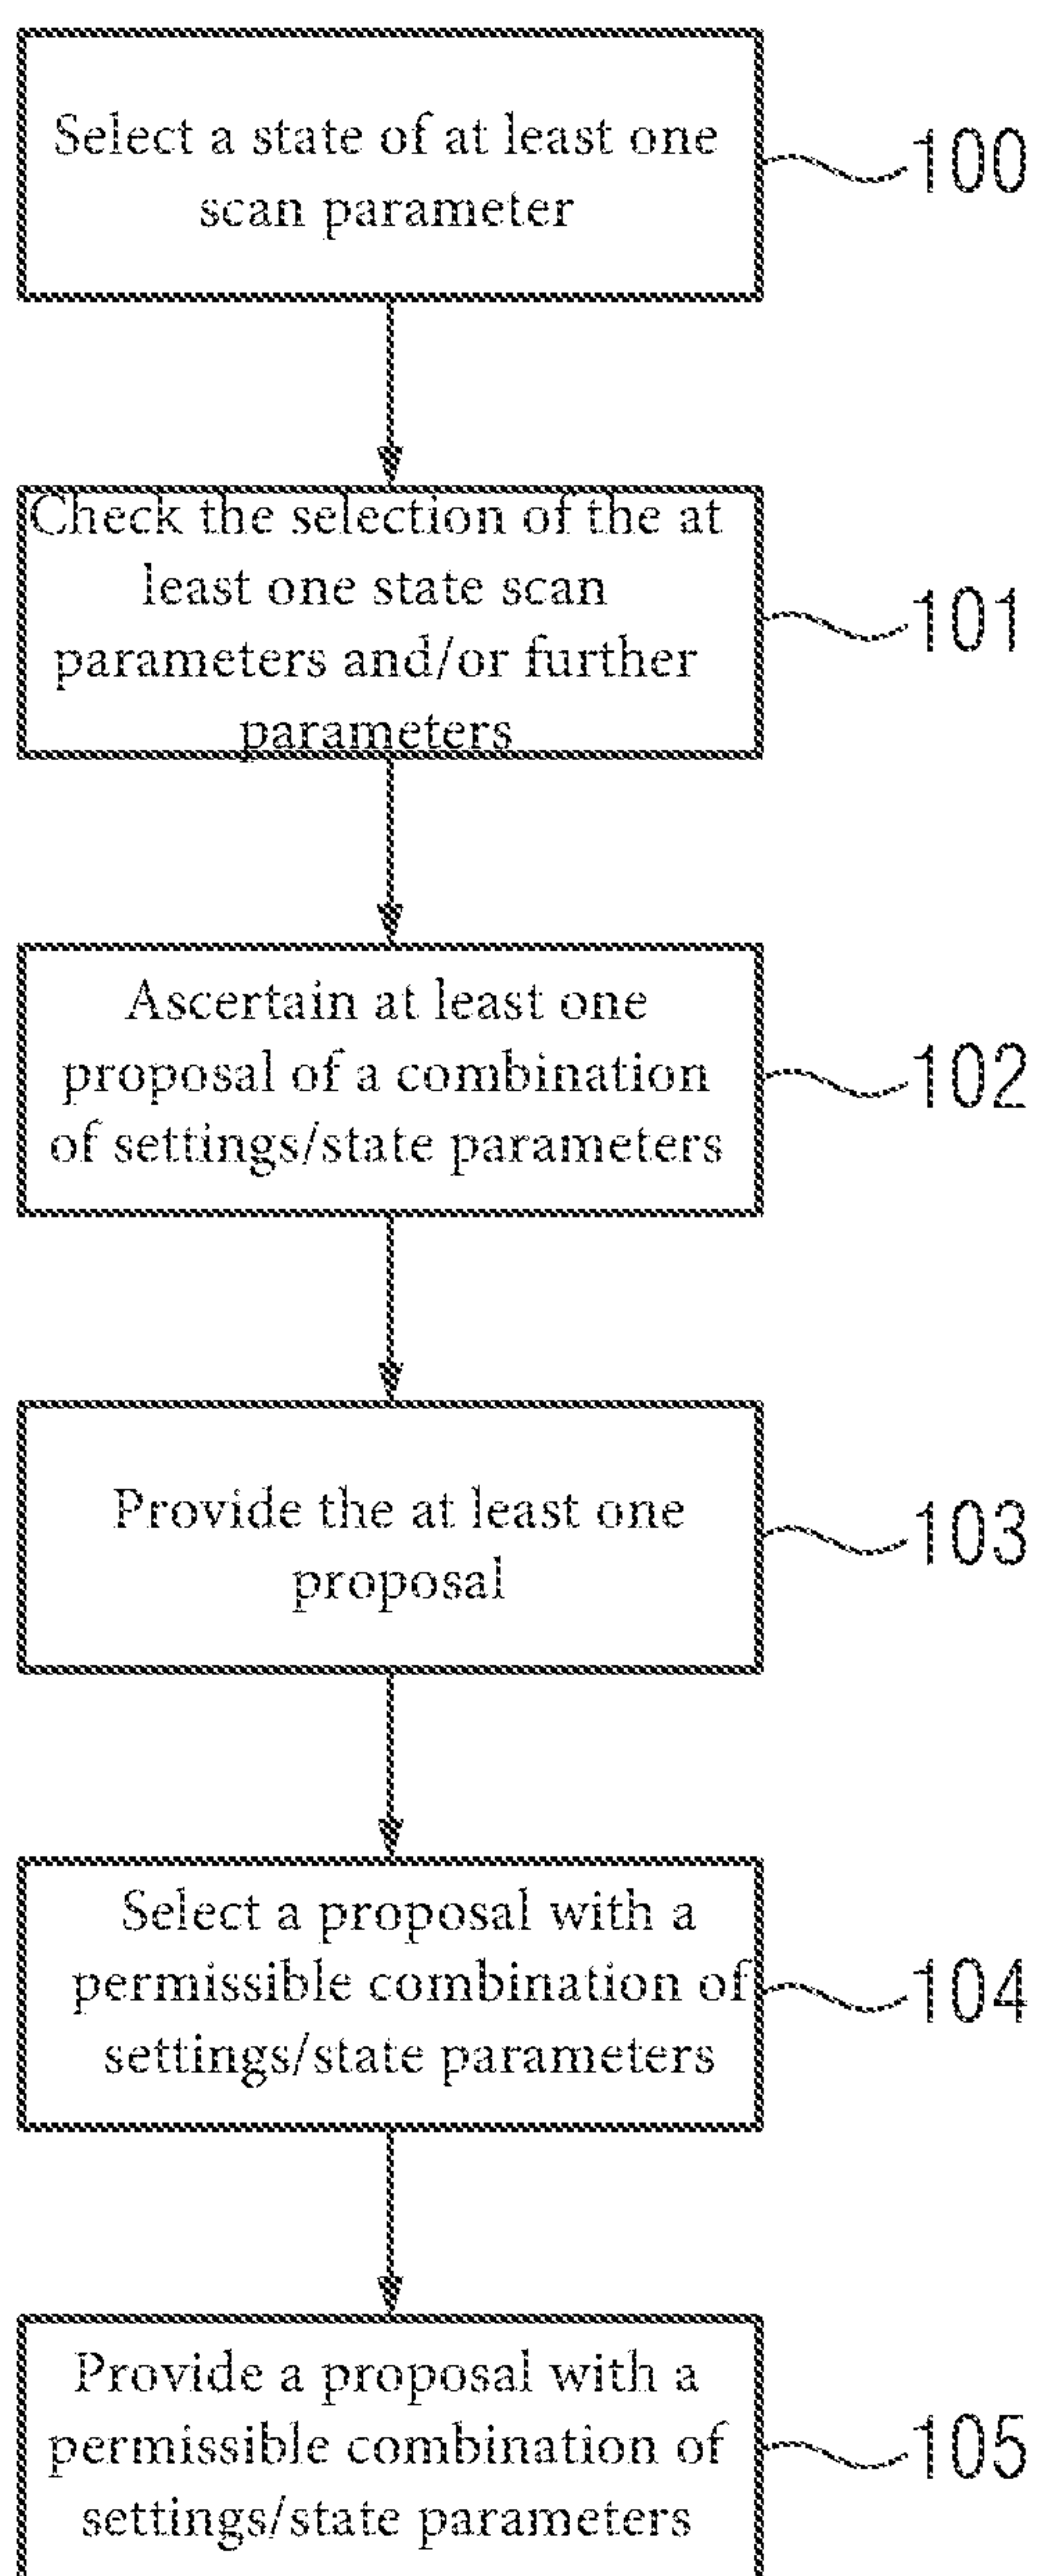 Select a state of at least one
scan parameter
100
Check the selection of the at
least one state scan
parameters and/or further
parameters
101
Ascertain at least one
proposal of a combination
of settings/state parameters
102
Provide the at least one
proposal
103
Select a proposal with a
permissible combination of
settings/state parameters
104
Provide a proposal with a
permissible combination of
settings/state parameters
105